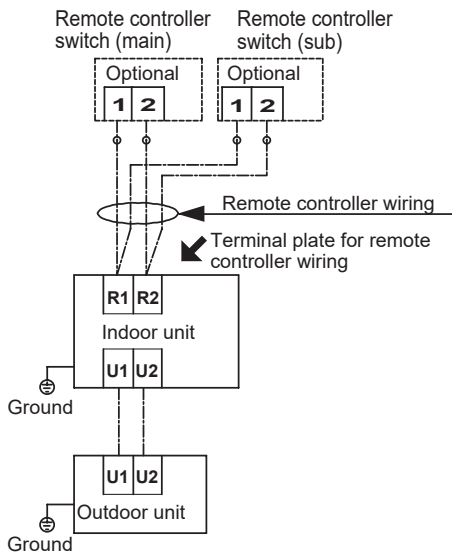 Remote controller
switch (main)
Remote controller
switch (sub)
Optional
1 2
Optional
1 2
Remote controller wiring
Terminal plate for remote
controller wiring
R1 R2
Indoor unit
U1 U2
Ground
U1 U2
Outdoor unit
Ground